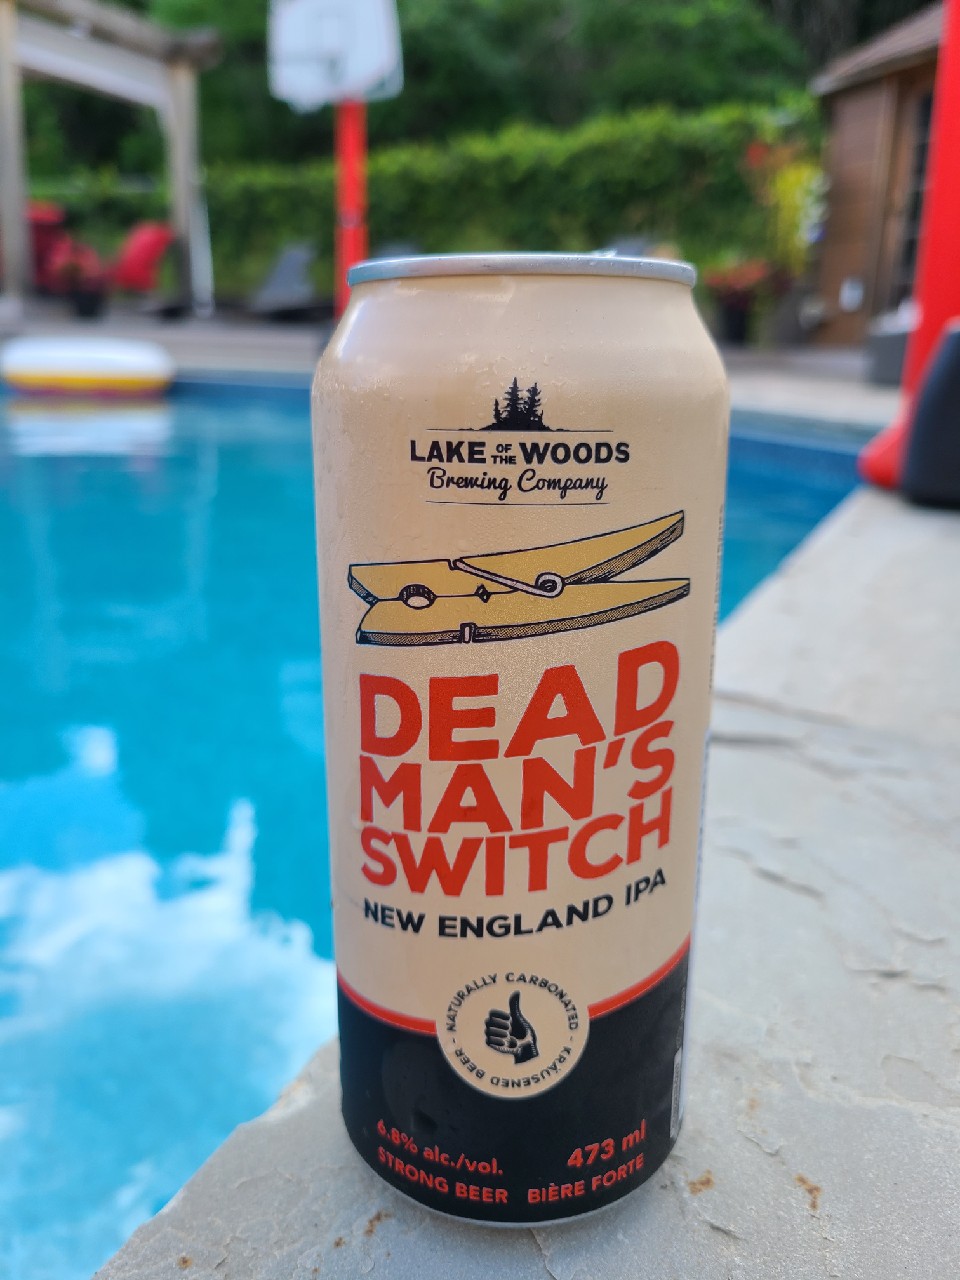 LAKE OF THE WOODS
Brewing Company
DEAD
MAN'S
SWITCH
NEW ENGLAND IPA
NATURALLY CARBONATED - KRÄUSENED BEER -
6.8% alc./vol. 473 ml
STRONG BEER BIÈRE FORTE